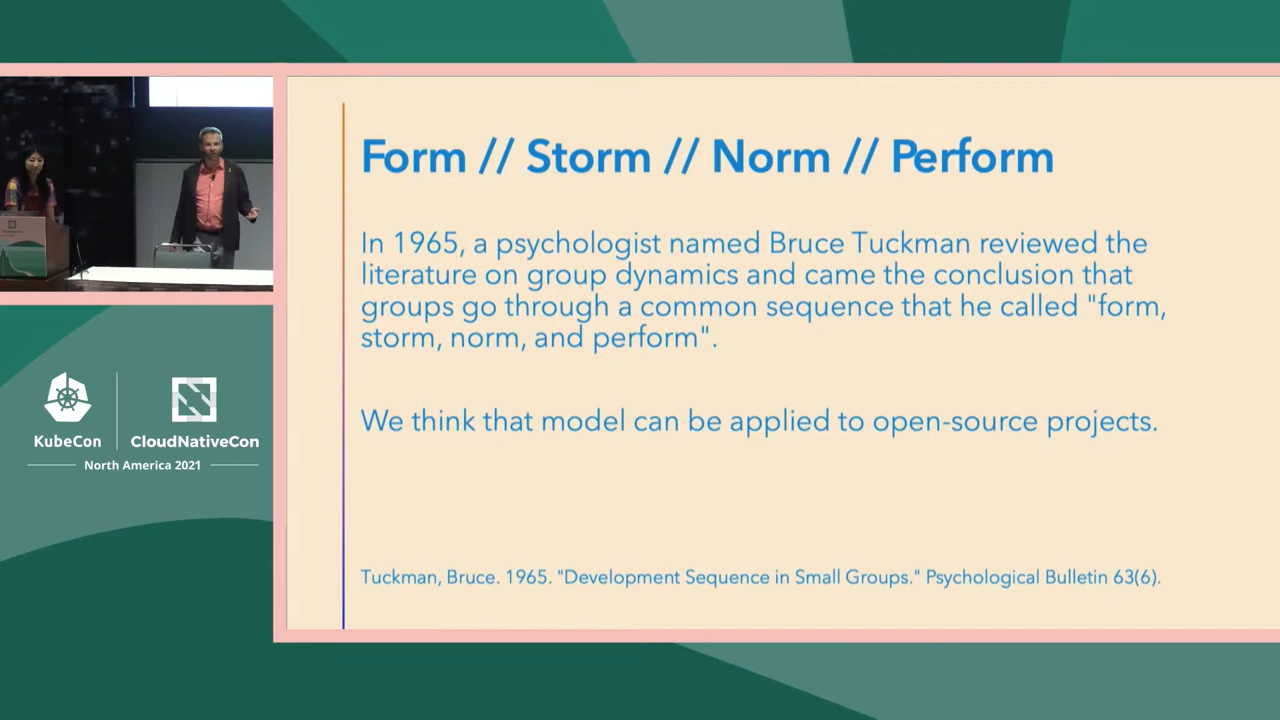 Form // Storm // Norm // Perform
In 1965, a psychologist named Bruce Tuckman reviewed the
literature on group dynamics and came the conclusion that
groups go through a common sequence that he called "form,
storm, norm, and perform".
We think that model can be applied to open-source projects.
Tuckman, Bruce. 1965. "Development Sequence in Small Groups." Psychological Bulletin 63(6).
KubeCon
CloudNativeCon
North America 2021